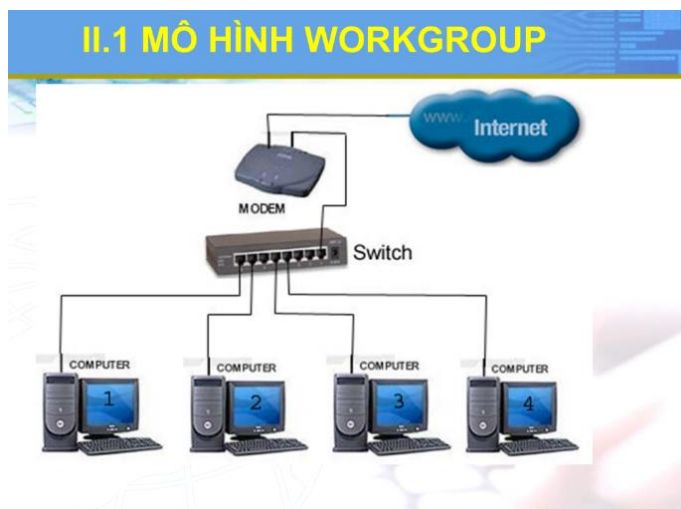 II.1 MÔ HÌNH WORKGROUP
www.
Internet
MODEM
Switch
COMPUTER
COMPUTER
COMPUTER
COMPUTER
1
2
3
4